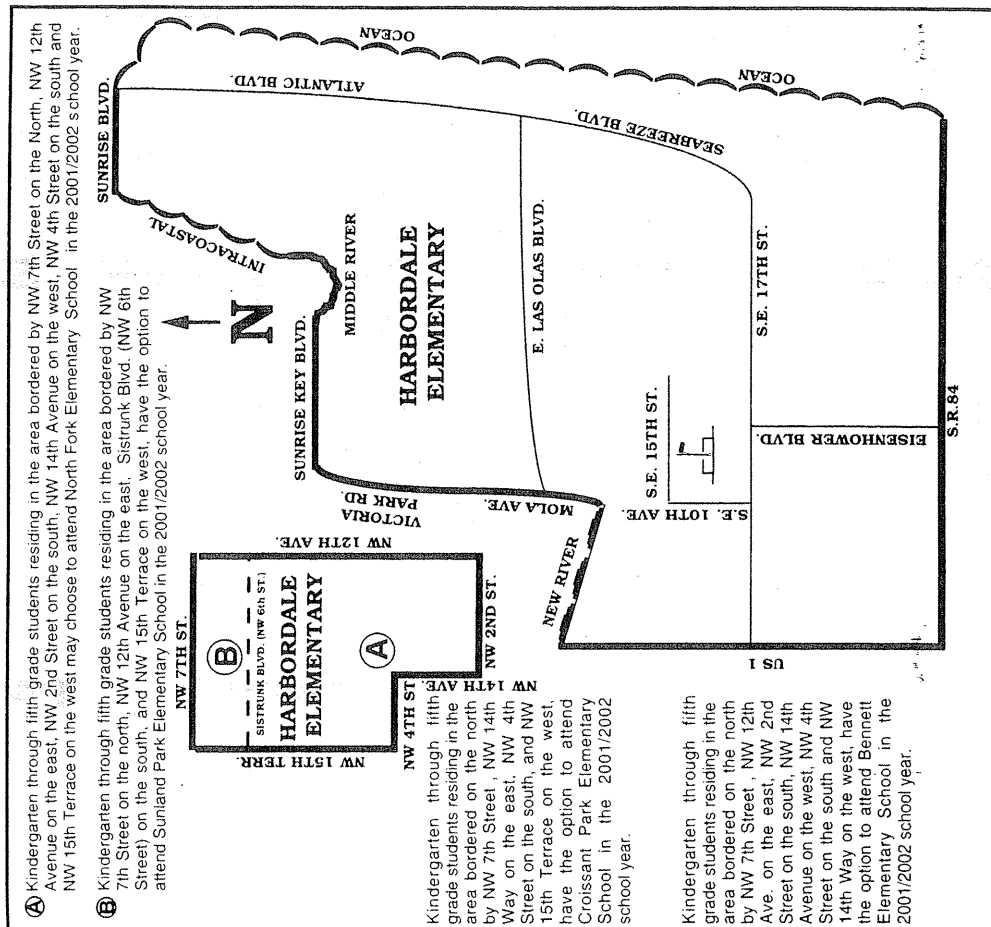 Ⓐ Kindergarten through fifth grade students residing in the area bordered by NW 7th Street on the North, NW 12th
Avenue on the east, NW 2nd Street on the south, NW 14th Avenue on the west, NW 4th Street on the south and
NW 15th Terrace on the west may choose to attend North Fork Elementary School in the 2001/2002 school year.
Ⓑ Kindergarten through fifth grade students residing in the area bordered by NW
7th Street on the north, NW 12th Avenue on the east, Sistrunk Blvd. (NW 6th
Street) on the south, and NW 15th Terrace on the west, have the option to
attend Sunland Park Elementary School in the 2001/2002 school year.
SUNRISE BLVD.
OCEAN
ATLANTIC BLVD.
INTRACOASTAL
N
MIDDLE RIVER
SUNRISE KEY BLVD.
HARBORDALE
ELEMENTARY
E. LAS OLAS BLVD.
SEABREEZE BLVD.
OCEAN
VICTORIA
PARK RD.
MOLA AVE.
NW 7TH ST.
NW 12TH AVE.
Ⓑ
SISTRUNK BLVD. (NW 6th ST.)
HARBORDALE
ELEMENTARY
Ⓐ
NW 15TH TERR.
NW 4TH ST.
NW 14TH AVE.
NW 2ND ST.
NEW RIVER
S.E. 15TH ST.
S.E. 10TH AVE.
S.E. 17TH ST.
EISENHOWER BLVD.
US 1
S.R.84
Kindergarten through fifth
grade students residing in the
area bordered on the north
by NW 7th Street , NW 14th
Way on the east, NW 4th
Street on the south, and NW
15th Terrace on the west,
have the option to attend
Croissant Park Elementary
School in the 2001/2002
school year.
Kindergarten through fifth
grade students residing in the
area bordered on the north
by NW 7th Street , NW 12th
Ave. on the east, NW 2nd
Street on the south, NW 14th
Avenue on the west, NW 4th
Street on the south and NW
14th Way on the west, have
the option to attend Bennett
Elementary School in the
2001/2002 school year.